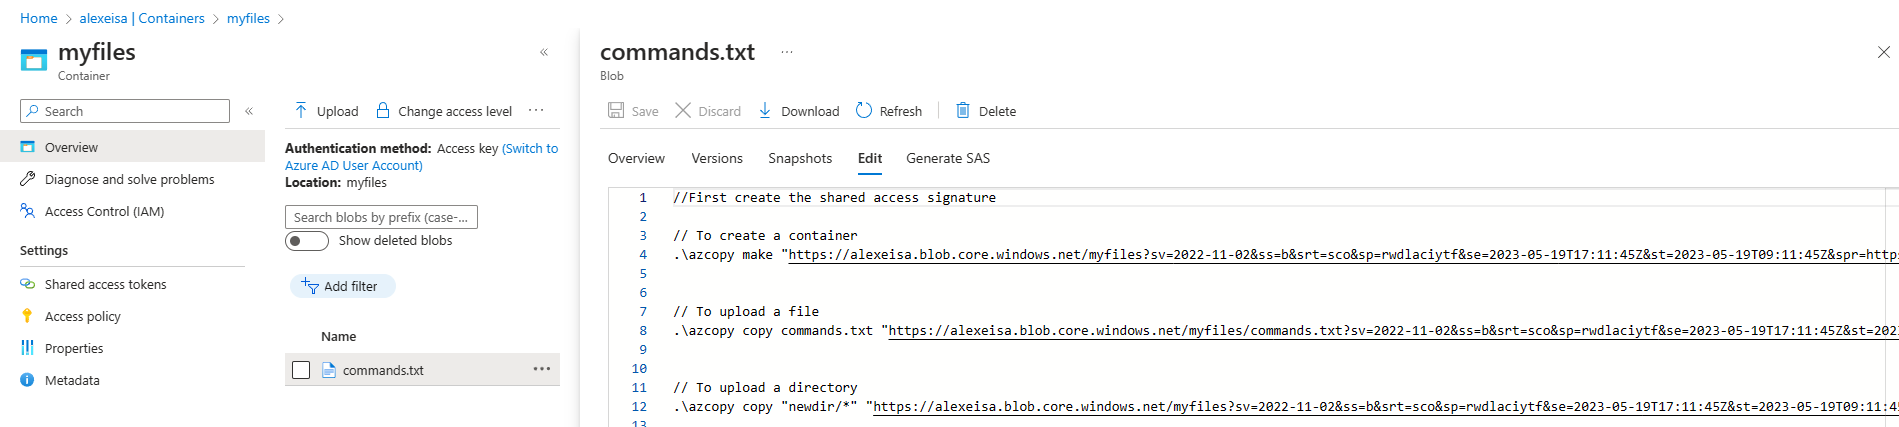 Home > alexeisa | Containers > myfiles >
myfiles
Container
«
Search
«
Overview
Diagnose and solve problems
Access Control (IAM)
Settings
Shared access tokens
Access policy
Properties
Metadata
Upload
Change access level
...
Authentication method: Access key (Switch to
Azure AD User Account)
Location: myfiles
Search blobs by prefix (case-...
Show deleted blobs
Add filter
Name
commands.txt ...
commands.txt ...
Blob
Save
Discard
Download
Refresh
Delete
Overview
Versions
Snapshots
Edit
Generate SAS
1 //First create the shared access signature
2
3 // To create a container
4 .\azcopy make "https://alexeisa.blob.core.windows.net/myfiles?sv=2022-11-02&ss=b&srt=sco&sp=rwdlaciytf&se=2023-05-19T17:11:45Z&st=2023-05-19T09:11:45Z&spr=https
5
6
7 // To upload a file
8 .\azcopy copy commands.txt "https://alexeisa.blob.core.windows.net/myfiles/commands.txt?sv=2022-11-02&ss=b&srt=sco&sp=rwdlaciytf&se=2023-05-19T17:11:45Z&st=202
9
10
11 // To upload a directory
12 .\azcopy copy "newdir/*" "https://alexeisa.blob.core.windows.net/myfiles?sv=2022-11-02&ss=b&srt=sco&sp=rwdlaciytf&se=2023-05-19T17:11:45Z&st=2023-05-19T09:11:4
13